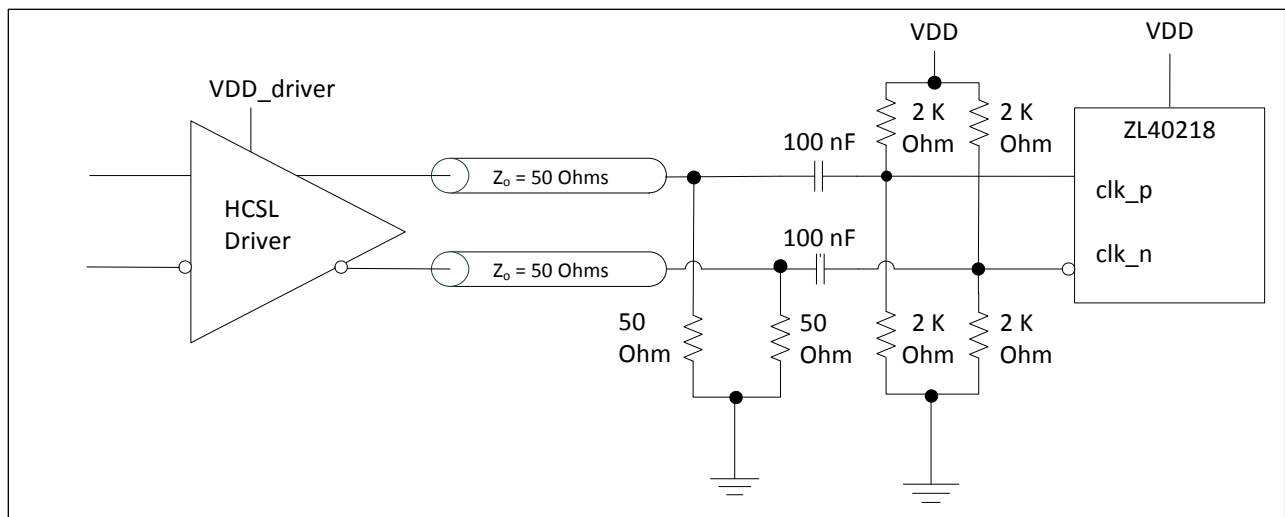 VDD
VDD
VDD_driver
2 K
Ohm
2 K
Ohm
ZL40218
100 nF
Zo = 50 Ohms
clk_p
HCSL
Driver
100 nF
clk_n
Zo = 50 Ohms
50
Ohm
50
Ohm
2 K
Ohm
2 K
Ohm